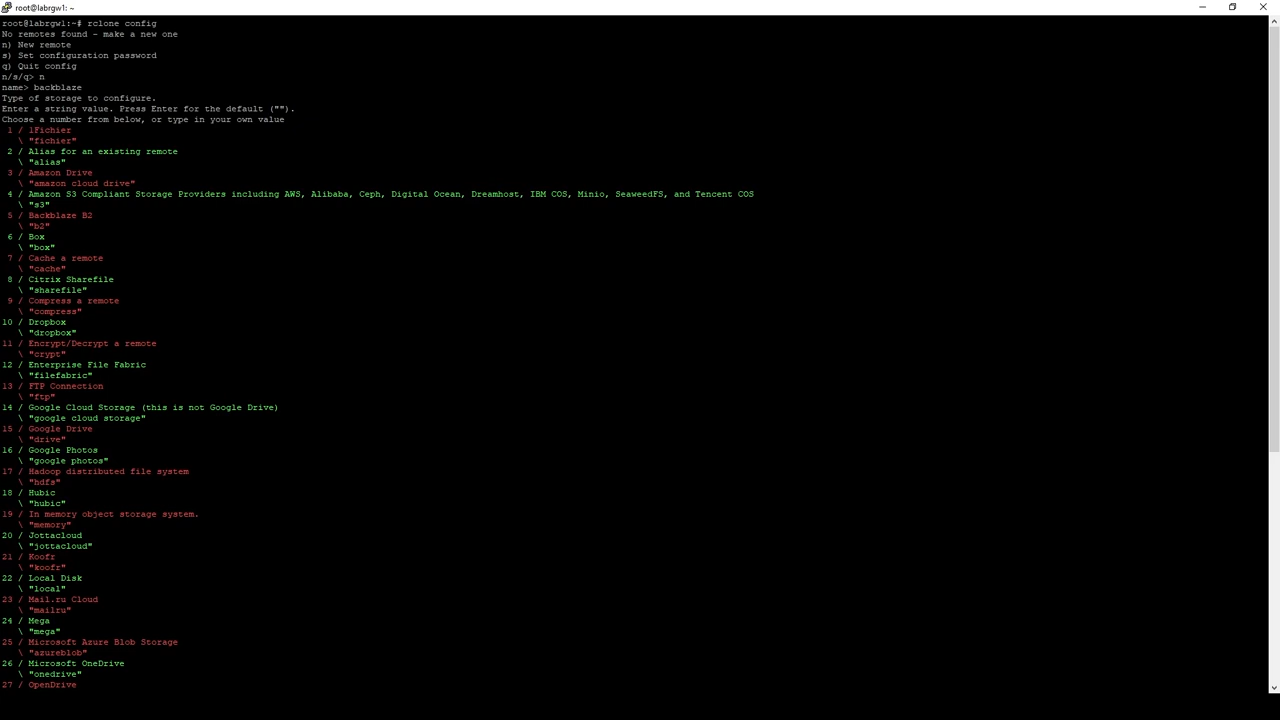 root@labrgw1: ~
root@labrgw1:~# rclone config
No remotes found - make a new one
n) New remote
s) Set configuration password
q) Quit config
n/s/q> n
name> backblaze
Type of storage to configure.
Enter a string value. Press Enter for the default ("").
Choose a number from below, or type in your own value
 1 / 1Fichier
   \ "fichier"
 2 / Alias for an existing remote
   \ "alias"
 3 / Amazon Drive
   \ "amazon cloud drive"
 4 / Amazon S3 Compliant Storage Providers including AWS, Alibaba, Ceph, Digital Ocean, Dreamhost, IBM COS, Minio, SeaweedFS, and Tencent COS
   \ "s3"
 5 / Backblaze B2
   \ "b2"
 6 / Box
   \ "box"
 7 / Cache a remote
   \ "cache"
 8 / Citrix Sharefile
   \ "sharefile"
 9 / Compress a remote
   \ "compress"
10 / Dropbox
   \ "dropbox"
11 / Encrypt/Decrypt a remote
   \ "crypt"
12 / Enterprise File Fabric
   \ "filefabric"
13 / FTP Connection
   \ "ftp"
14 / Google Cloud Storage (this is not Google Drive)
   \ "google cloud storage"
15 / Google Drive
   \ "drive"
16 / Google Photos
   \ "google photos"
17 / Hadoop distributed file system
   \ "hdfs"
18 / Hubic
   \ "hubic"
19 / In memory object storage system.
   \ "memory"
20 / Jottacloud
   \ "jottacloud"
21 / Koofr
   \ "koofr"
22 / Local Disk
   \ "local"
23 / Mail.ru Cloud
   \ "mailru"
24 / Mega
   \ "mega"
25 / Microsoft Azure Blob Storage
   \ "azureblob"
26 / Microsoft OneDrive
   \ "onedrive"
27 / OpenDrive